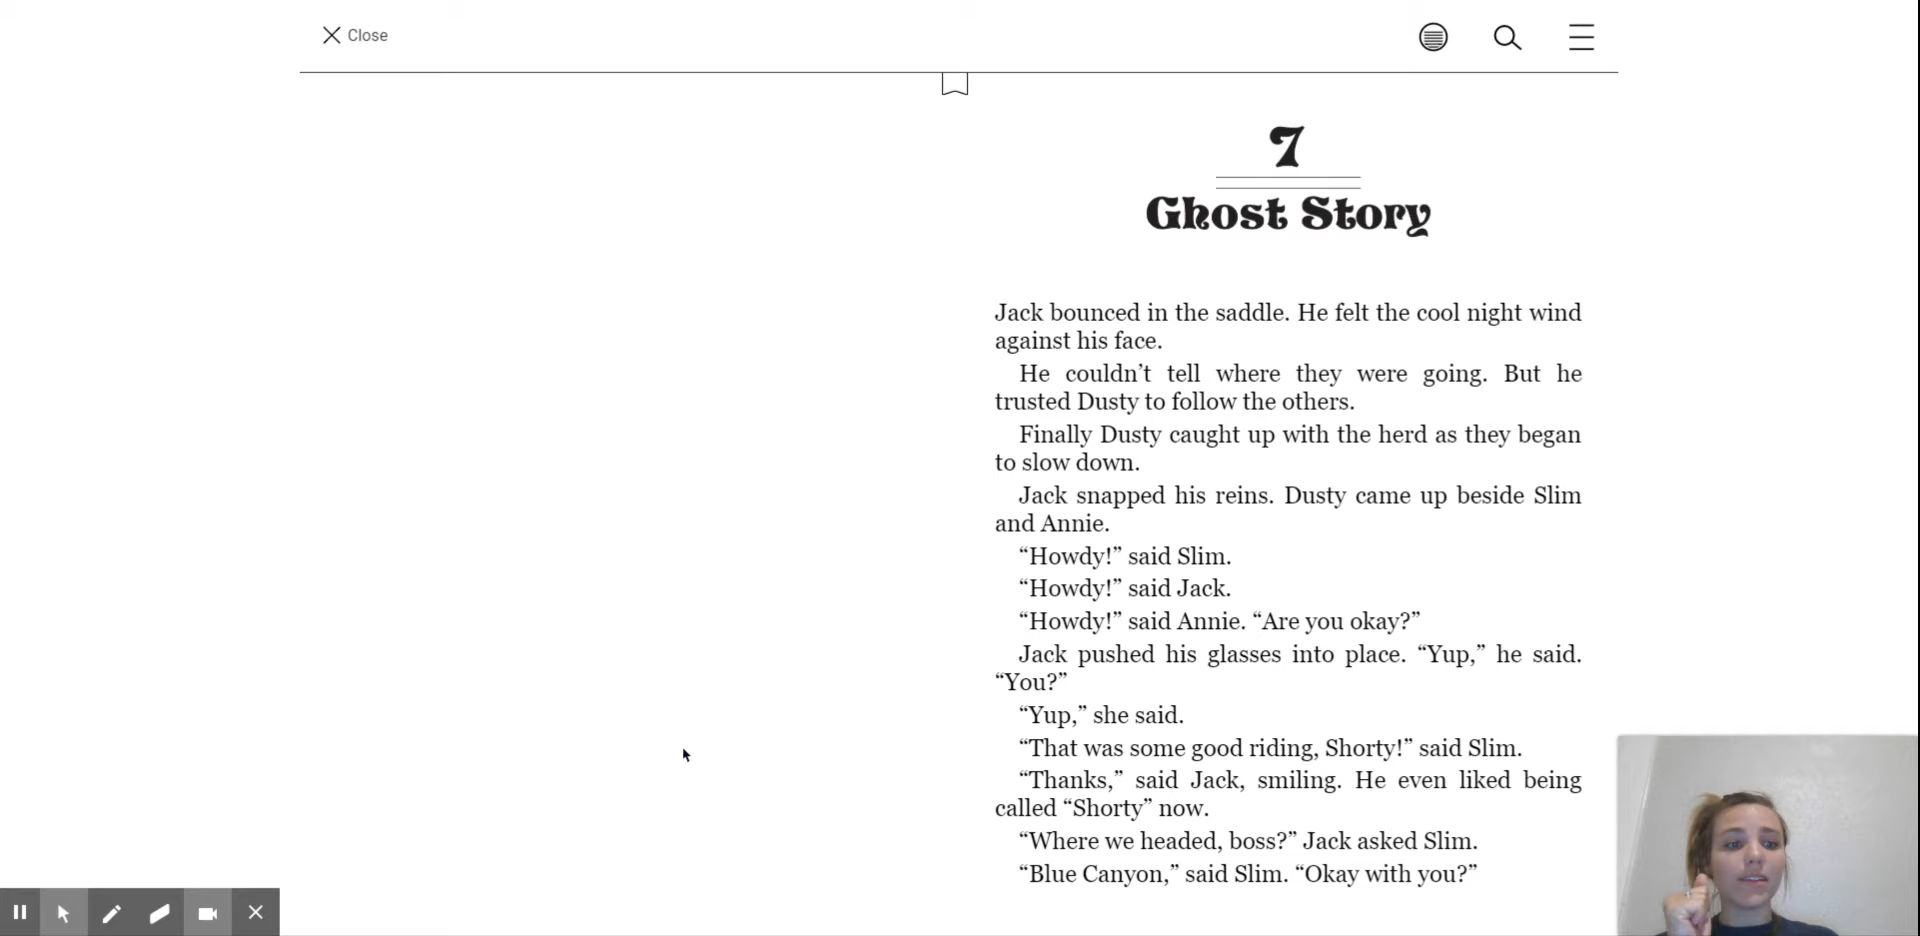 Close
7
Ghost Story
Jack bounced in the saddle. He felt the cool night wind
against his face.
He couldn’t tell where they were going. But he
trusted Dusty to follow the others.
Finally Dusty caught up with the herd as they began
to slow down.
Jack snapped his reins. Dusty came up beside Slim
and Annie.
“Howdy!” said Slim.
“Howdy!” said Jack.
“Howdy!” said Annie. “Are you okay?”
Jack pushed his glasses into place. “Yup,” he said.
“You?”
“Yup,” she said.
“That was some good riding, Shorty!” said Slim.
“Thanks,” said Jack, smiling. He even liked being
called “Shorty” now.
“Where we headed, boss?” Jack asked Slim.
“Blue Canyon,” said Slim. “Okay with you?”